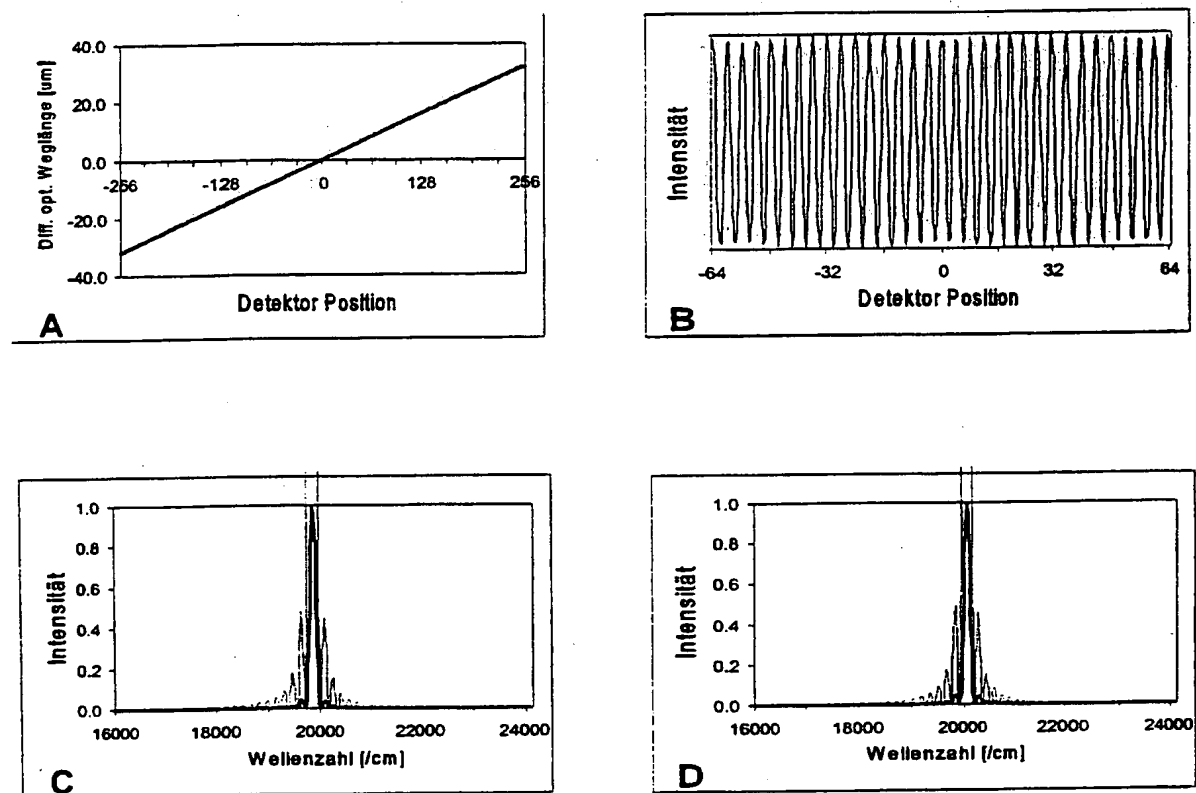 40.0
20.0
0.0
-20.0
-40.0
-256 -128 0 128 256
Diff. opt. Weglänge [um]
Detektor Position
A
Intensität
-64 -32 0 32 64
Detektor Position
B
1.0
0.8
0.6
0.4
0.2
0.0
Intensität
16000 18000 20000 22000 24000
Wellenzahl [/cm]
C
1.0
0.8
0.6
0.4
0.2
0.0
Intensität
16000 18000 20000 22000 24000
Wellenzahl [/cm]
D